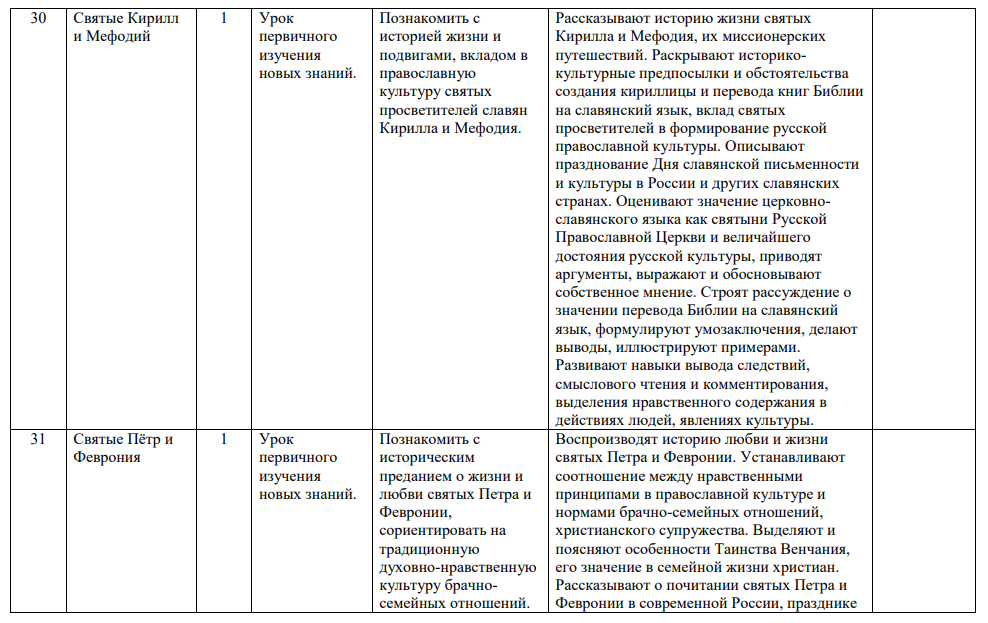 30
Святые Кирилл
и Мефодий
1
Урок
первичного
изучения
новых знаний.
Познакомить с
историей жизни и
подвигами, вкладом в
православную
культуру святых
просветителей славян
Кирилла и Мефодия.
Рассказывают историю жизни святых
Кирилла и Мефодия, их миссионерских
путешествий. Раскрывают историко-
культурные предпосылки и обстоятельства
создания кириллицы и перевода книг Библии
на славянский язык, вклад святых
просветителей в формирование русской
православной культуры. Описывают
празднование Дня славянской письменности
и культуры в России и других славянских
странах. Оценивают значение церковно-
славянского языка как святыни Русской
Православной Церкви и величайшего
достояния русской культуры, приводят
аргументы, выражают и обосновывают
собственное мнение. Строят рассуждение о
значении перевода Библии на славянский
язык, формулируют умозаключения, делают
выводы, иллюстрируют примерами.
Развивают навыки вывода следствий,
смыслового чтения и комментирования,
выделения нравственного содержания в
действиях людей, явлениях культуры.
31
Святые Пётр и
Феврония
1
Урок
первичного
изучения
новых знаний.
Познакомить с
историческим
преданием о жизни и
любви святых Петра и
Февронии,
сориентировать на
традиционную
духовно-нравственную
культуру брачно-
семейных отношений.
Воспроизводят историю любви и жизни
святых Петра и Февронии. Устанавливают
соотношение между нравственными
принципами в православной культуре и
нормами брачно-семейных отношений,
христианского супружества. Выделяют и
поясняют особенности Таинства Венчания,
его значение в семейной жизни христиан.
Рассказывают о почитании святых Петра и
Февронии в современной России, празднике